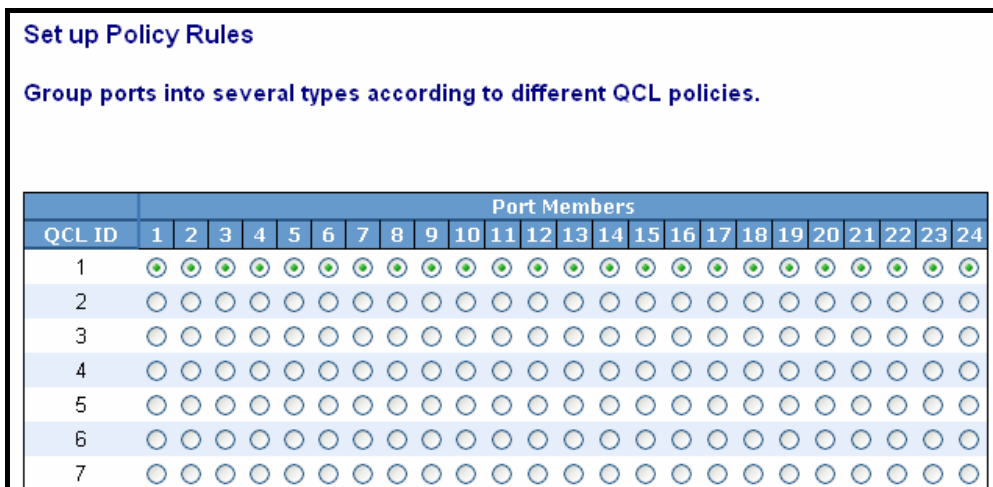 Set up Policy Rules
Group ports into several types according to different QCL policies.
Port Members
QCL ID 1 2 3 4 5 6 7 8 9 10 11 12 13 14 15 16 17 18 19 20 21 22 23 24
1
2
3
4
5
6
7